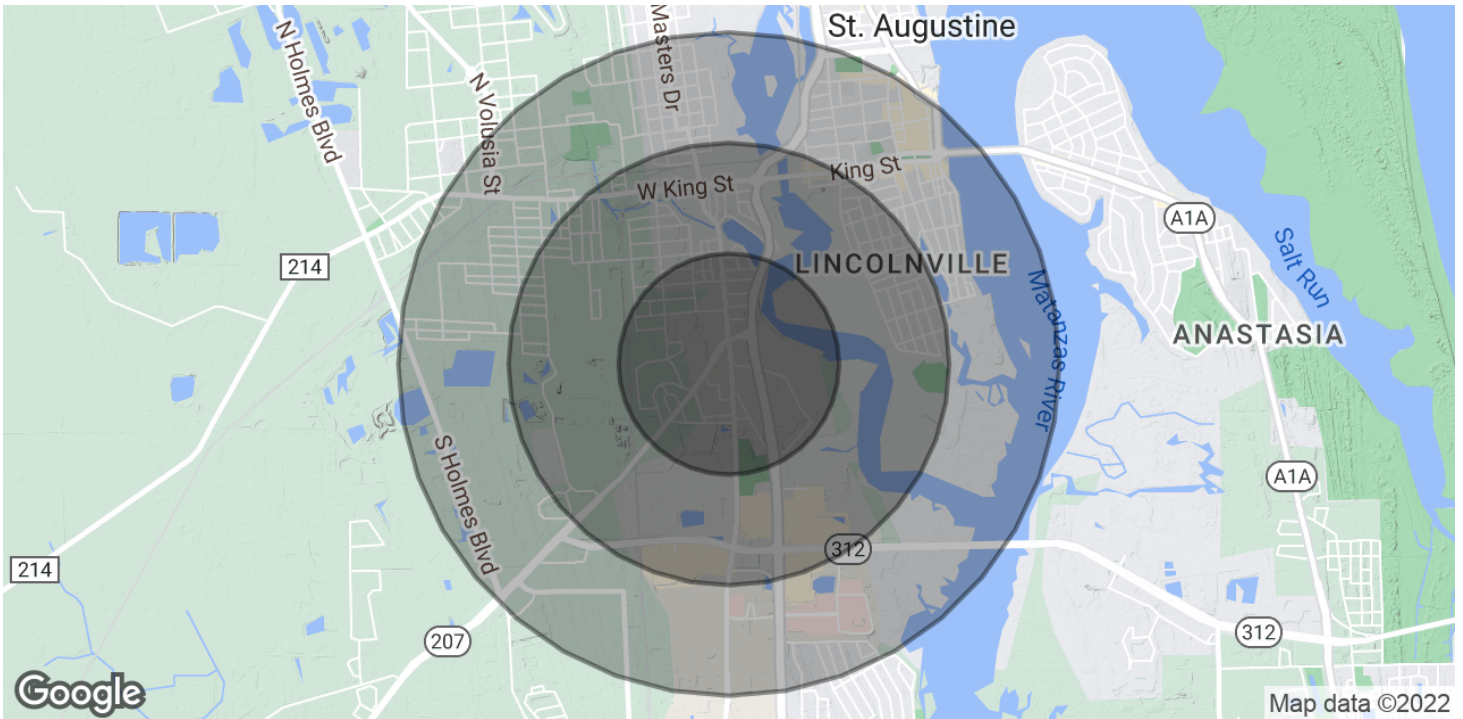 St. Augustine
Masters Dr
N Holmes Blvd
N Volusia St
W King St
King St
A1A
214
LINCOLNVILLE
Salt Run
Matanzas River
ANASTASIA
S Holmes Blvd
A1A
312
214
207
312
Google
Map data ©2022